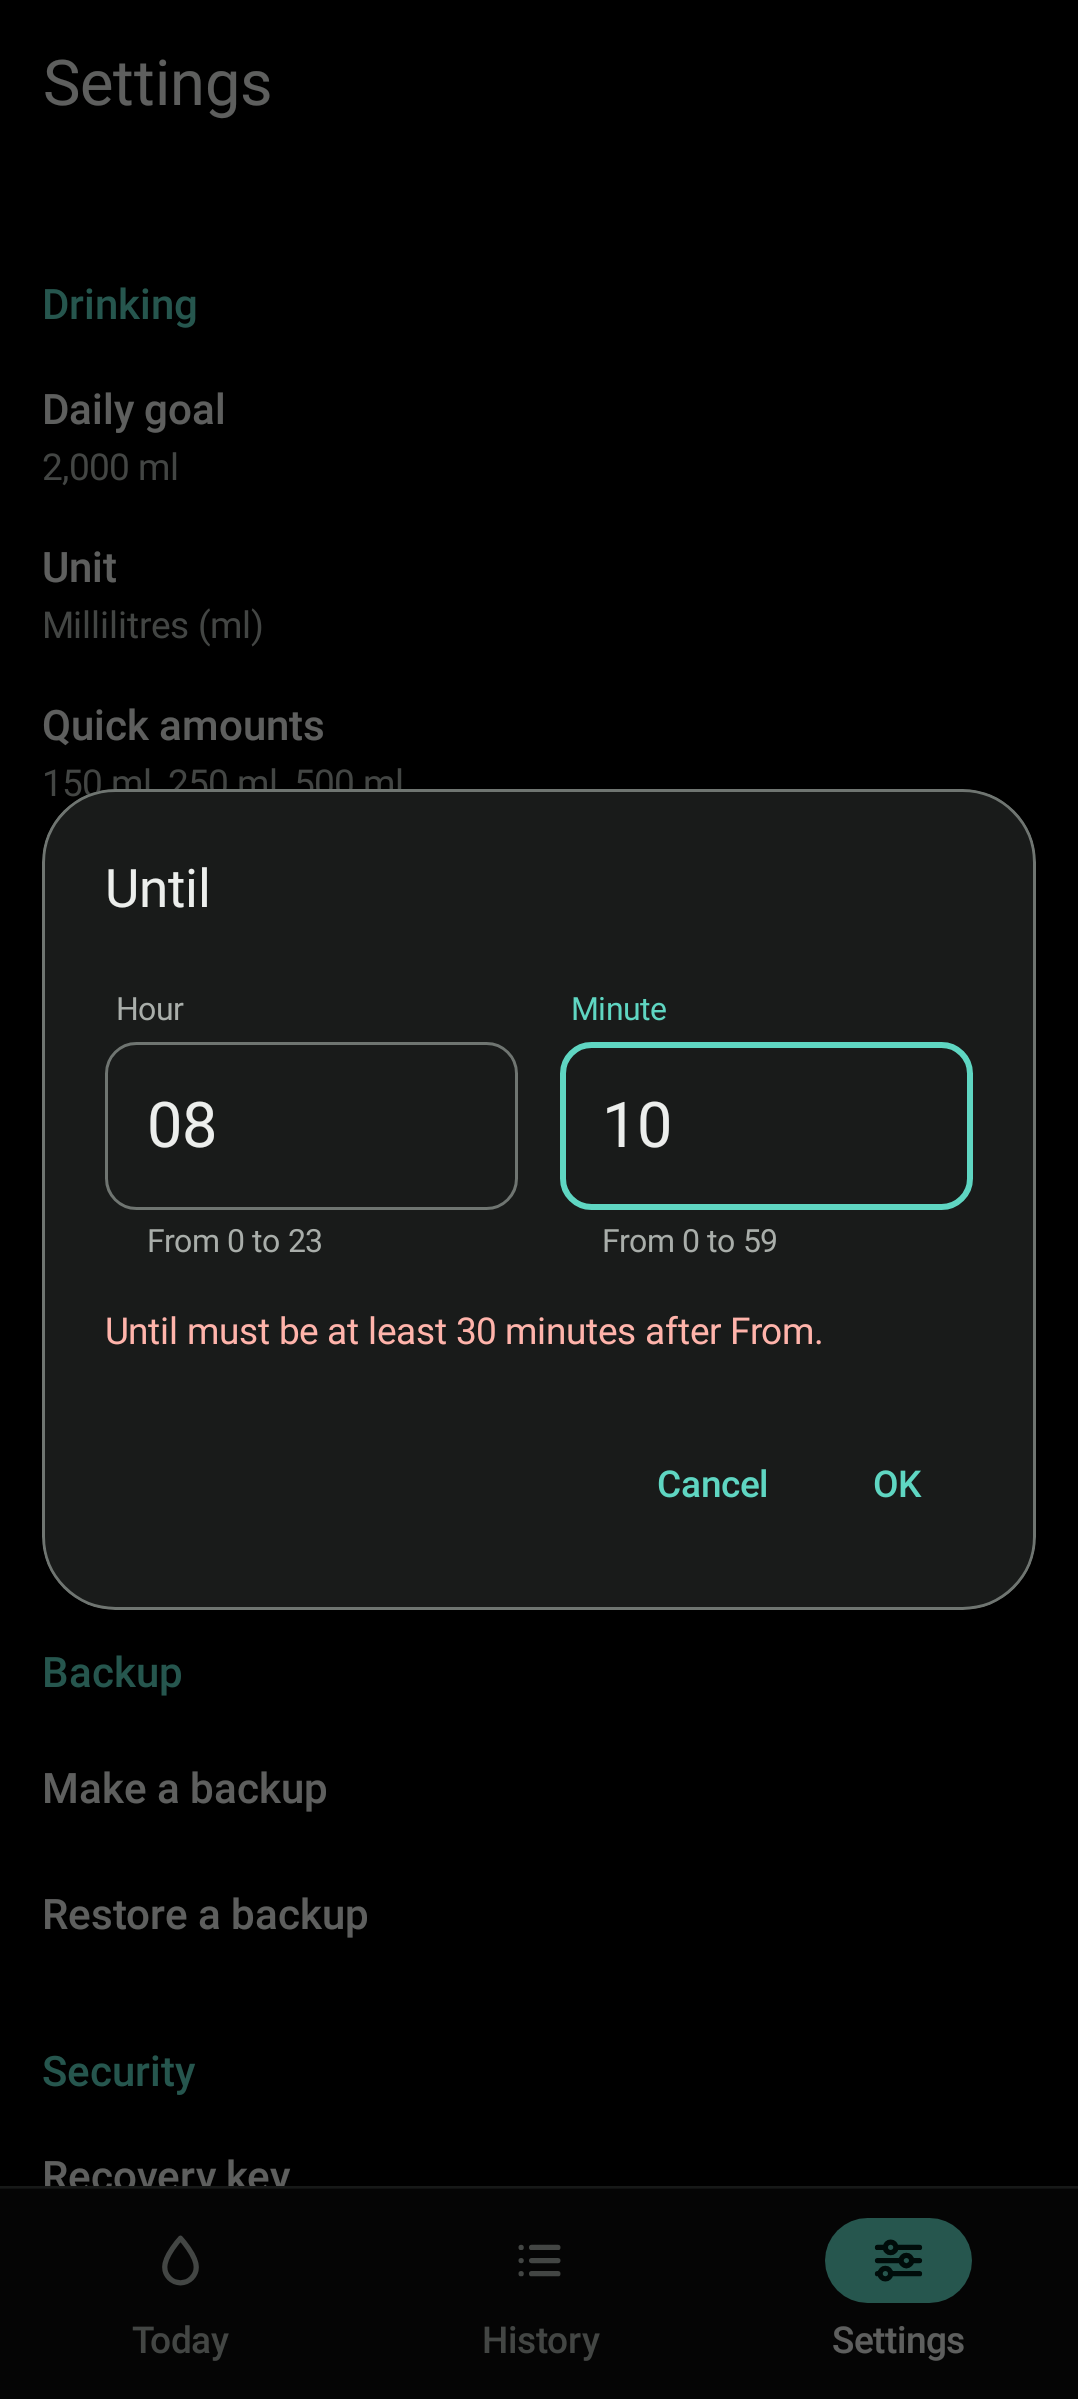 Settings
Drinking
Daily goal
2,000 ml
Unit
Millilitres (ml)
Quick amounts
150 ml, 250 ml, 500 ml
Until
Hour
Minute
08
10
From 0 to 23
From 0 to 59
Until must be at least 30 minutes after From.
Cancel
OK
Backup
Make a backup
Restore a backup
Security
Recovery key
Today
History
Settings